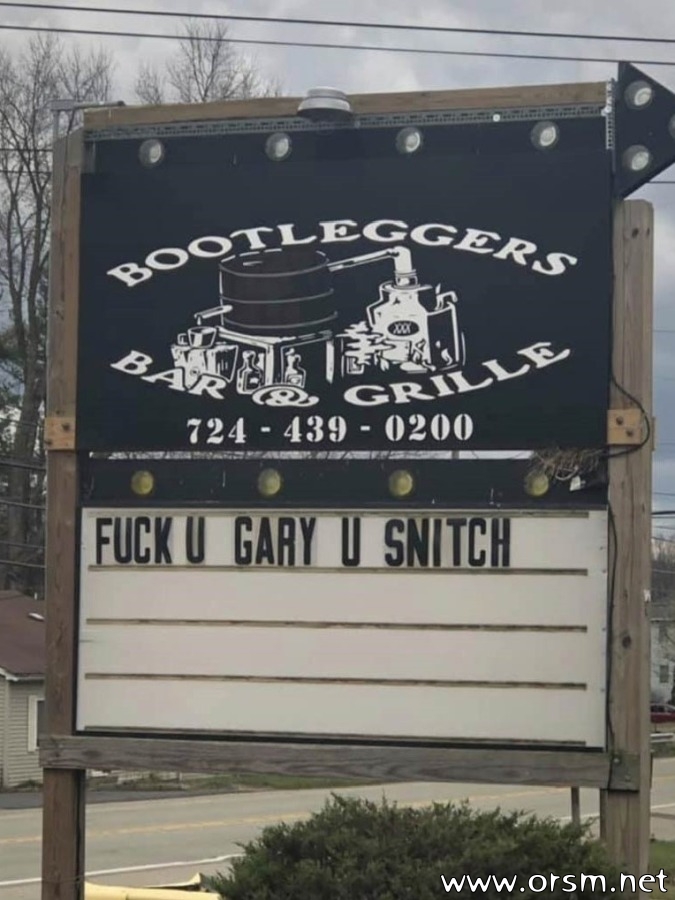 BOOTLEGGERS
XXX
BAR & GRILLE
724 - 439 - 0200
FUCK U GARY U SNITCH
www.orsm.net